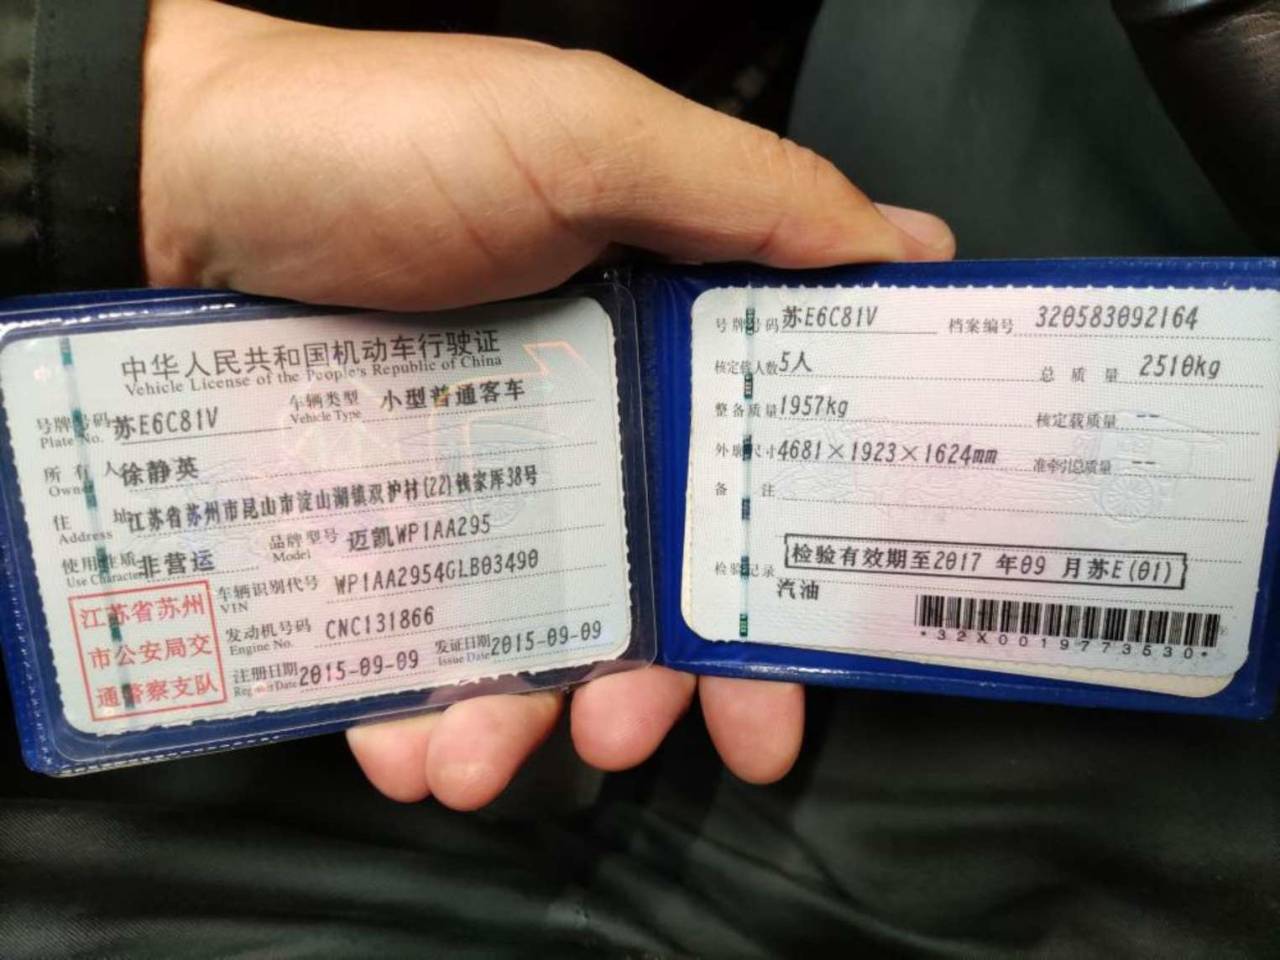 中华人民共和国机动车行驶证
Vehicle License of the People's Republic of China
号牌号码 苏E6C81V 车辆类型 小型普通客车
Plate No. Vehicle Type
所有人 徐静英
Owner
住址 江苏省苏州市昆山市淀山湖镇双护村(22)钱家厍38号
Address
使用性质 非营运 品牌型号 迈凯WP1AA295
Use Character Model
江苏省苏州
市公安局交
通警察支队
车辆识别代号 WP1AA2954GLB03490
VIN
发动机号码 CNC131866
Engine No.
注册日期 2015-09-09 发证日期 2015-09-09
Register Date Issue Date
号牌号码 苏E6C81V 档案编号 320583092164
核定载人数 5人 总质量 2510kg
整备质量 1957kg 核定载质量 --
外廓尺寸 4681×1923×1624mm 准牵引总质量 --
备注
检验记录 检验有效期至2017 年09 月苏E(01)
汽油
*32X0019773530*